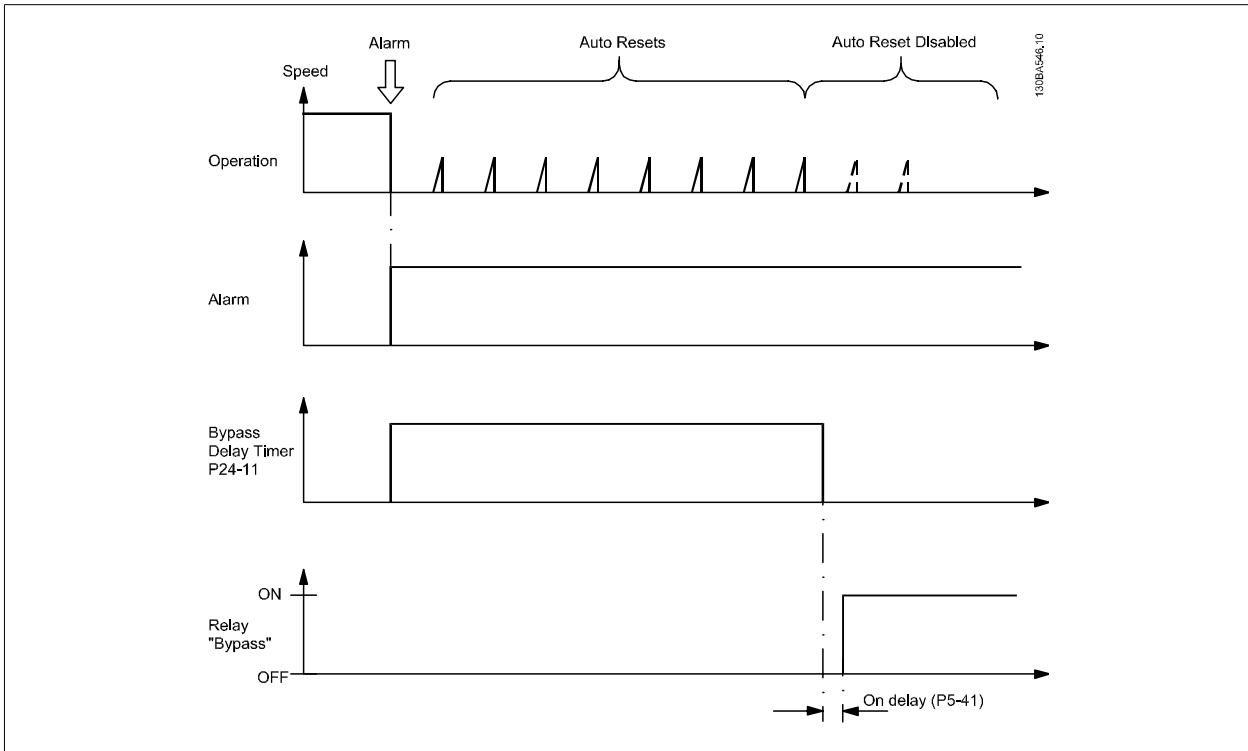 Alarm
Auto Resets
Auto Reset Disabled
130BA546.10
Speed
Operation
Alarm
Bypass
Delay Timer
P24-11
ON
Relay
"Bypass"
OFF
On delay (P5-41)